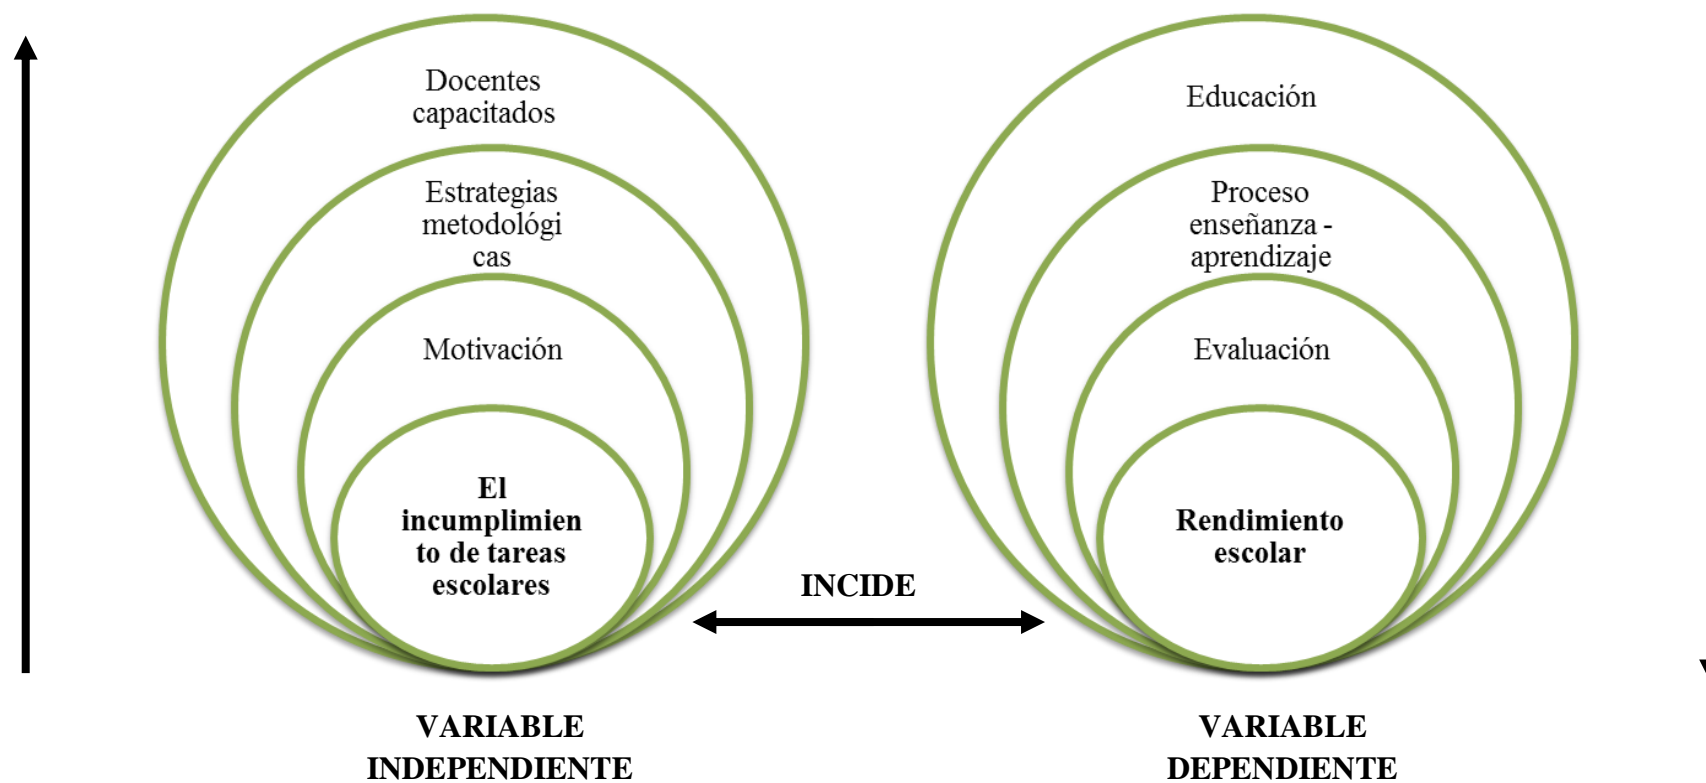 Docentes
capacitados
Estrategias
metodológi
cas
Motivación
El
incumplimien
to de tareas
escolares
INCIDE
VARIABLE
INDEPENDIENTE
Educación
Proceso
enseñanza -
aprendizaje
Evaluación
Rendimiento
escolar
VARIABLE
DEPENDIENTE